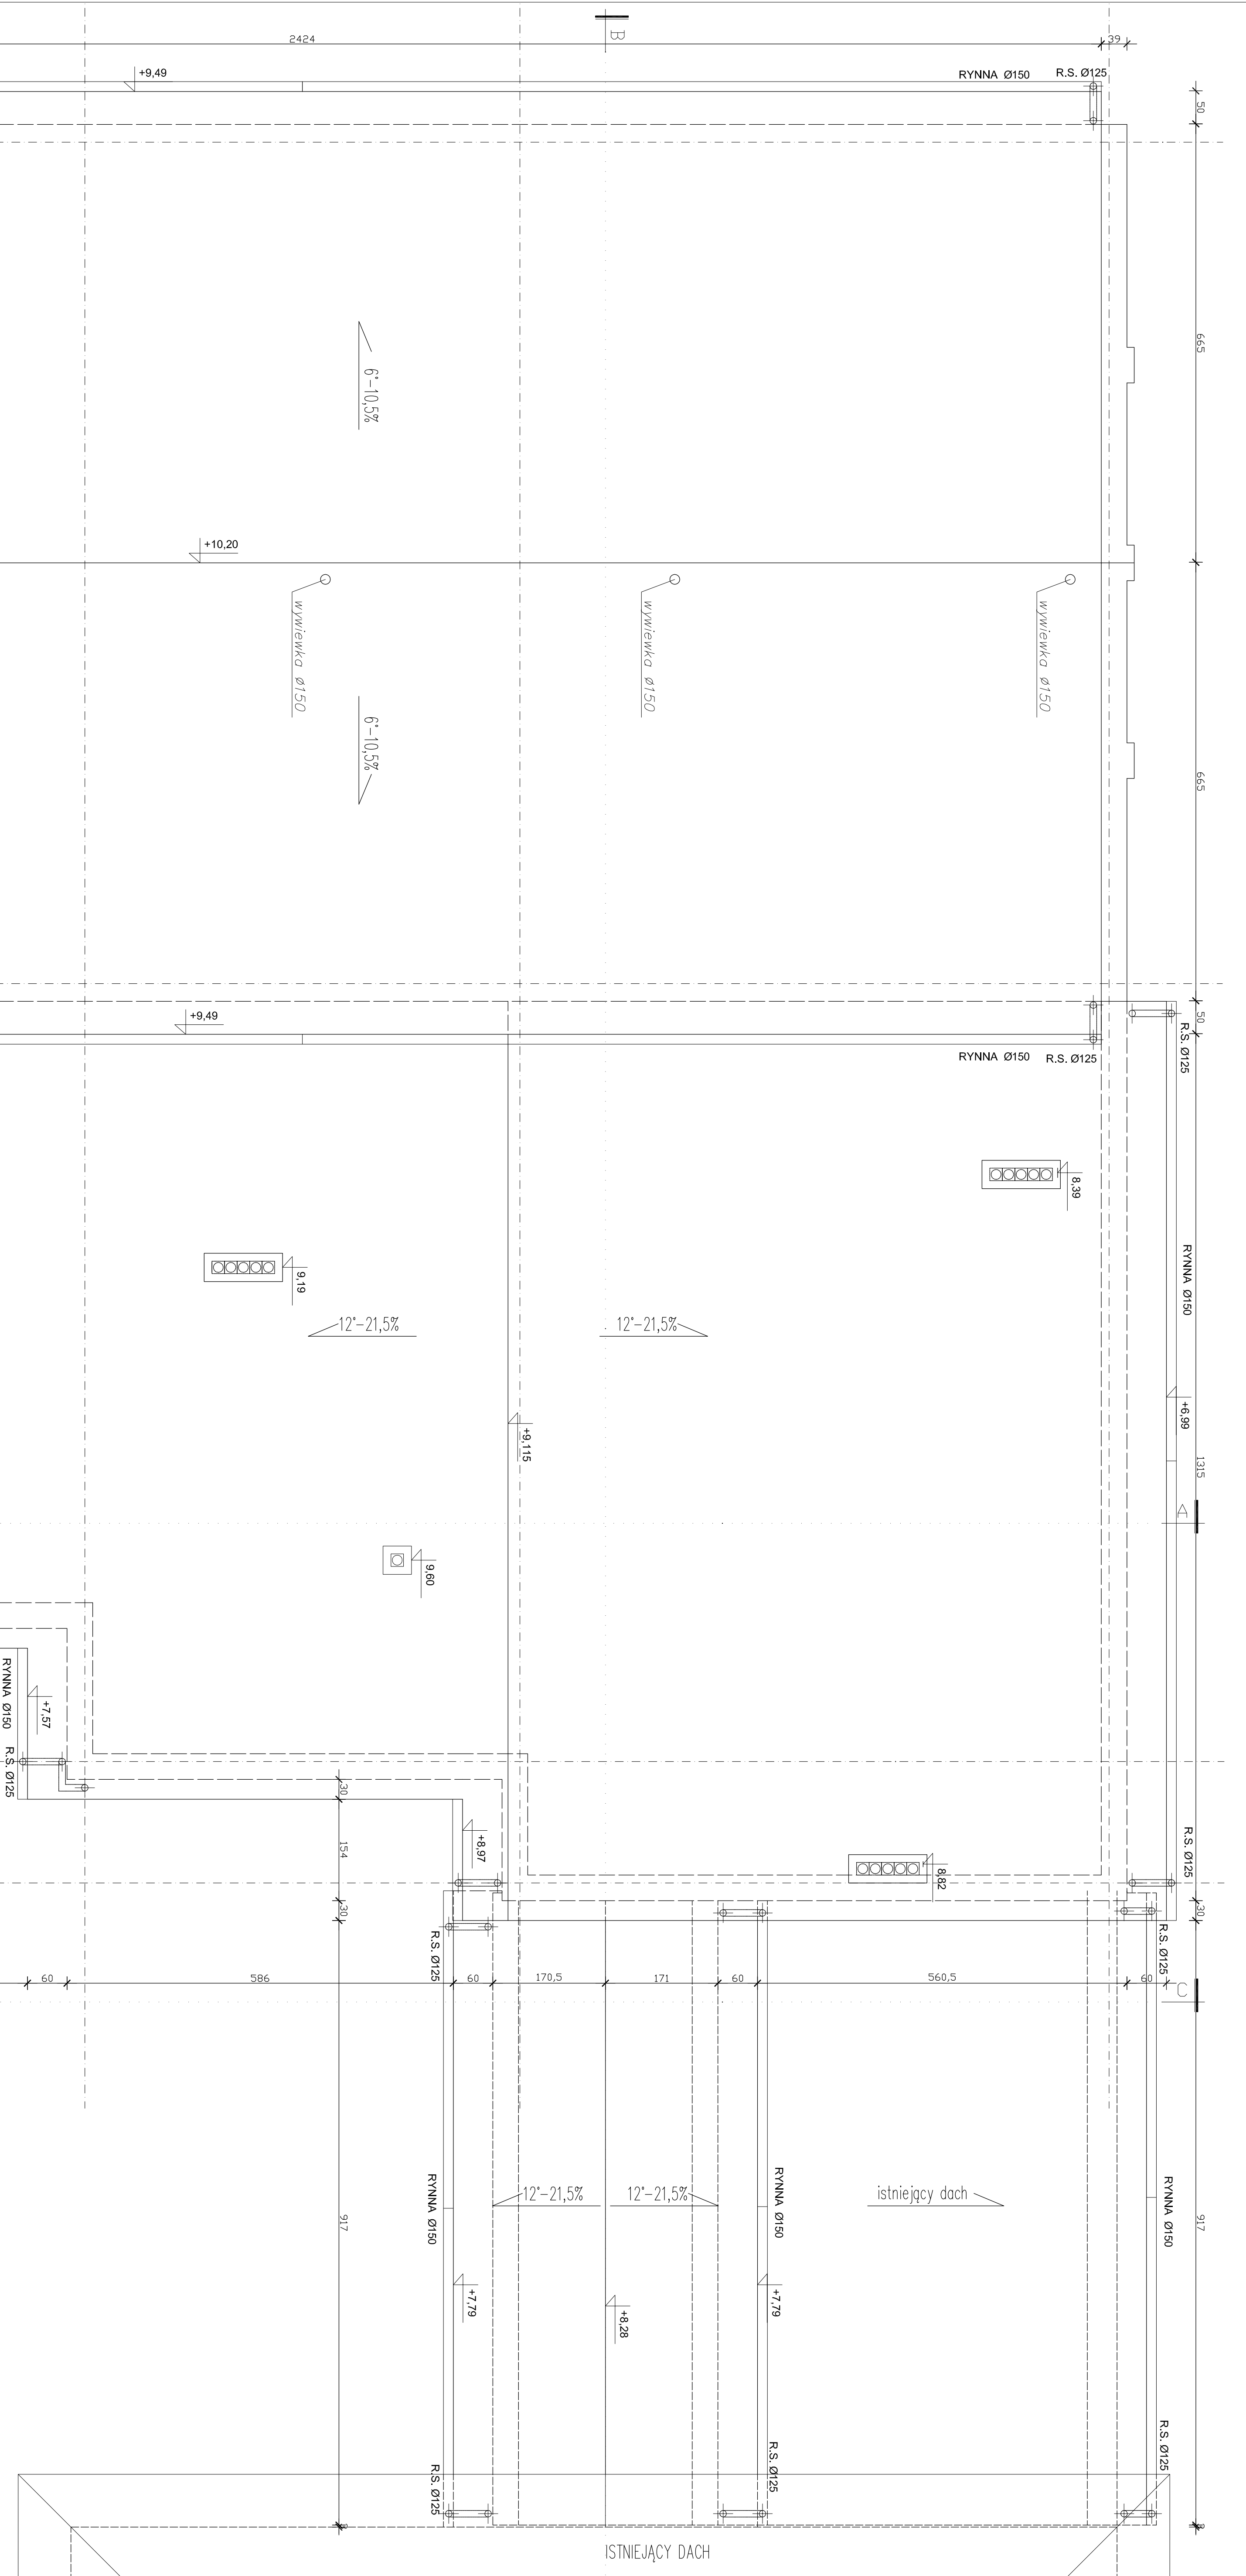 2424
B
39
+9,49
RYNNA Ø150
R.S. Ø125
50
665
6°-10,5%
+10,20
wywiewka Ø150
wywiewka Ø150
wywiewka Ø150
6°-10,5%
665
+9,49
50
RYNNA Ø150
R.S. Ø125
R.S. Ø125
8,39
9,19
RYNNA Ø150
12°-21,5%
12°-21,5%
+6,99
+9,115
1315
A
9,60
RYNNA Ø150
+7,57
R.S. Ø125
30
154
+8,97
8,82
R.S. Ø125
30
30
R.S. Ø125
R.S. Ø125
60
586
60
170,5
171
60
560,5
60
C
RYNNA Ø150
12°-21,5%
12°-21,5%
RYNNA Ø150
istniejący dach
RYNNA Ø150
917
917
+7,79
+8,28
+7,79
R.S. Ø125
R.S. Ø125
R.S. Ø125
ISTNIEJĄCY DACH